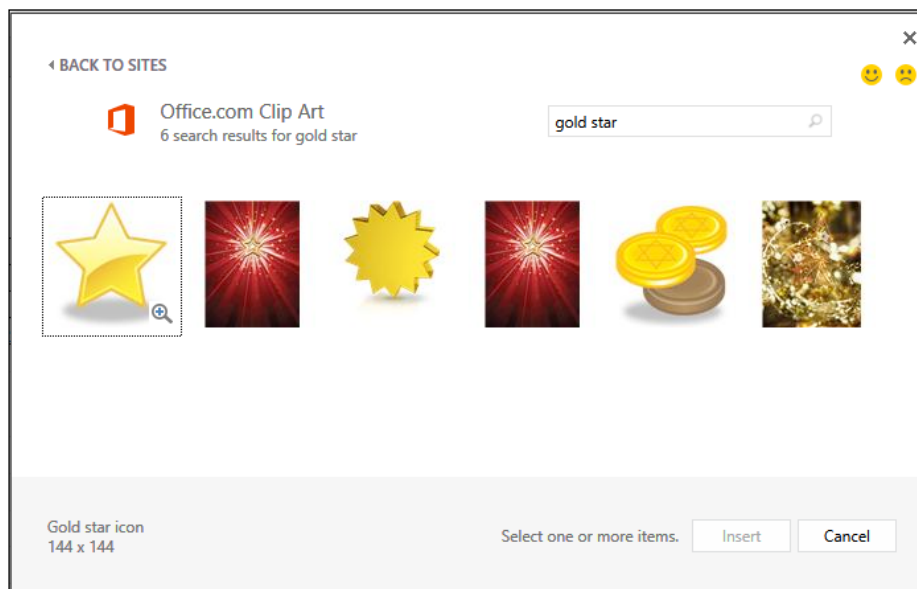 BACK TO SITES
Office.com Clip Art
6 search results for gold star
gold star
Gold star icon
144 x 144
Select one or more items.
Insert
Cancel